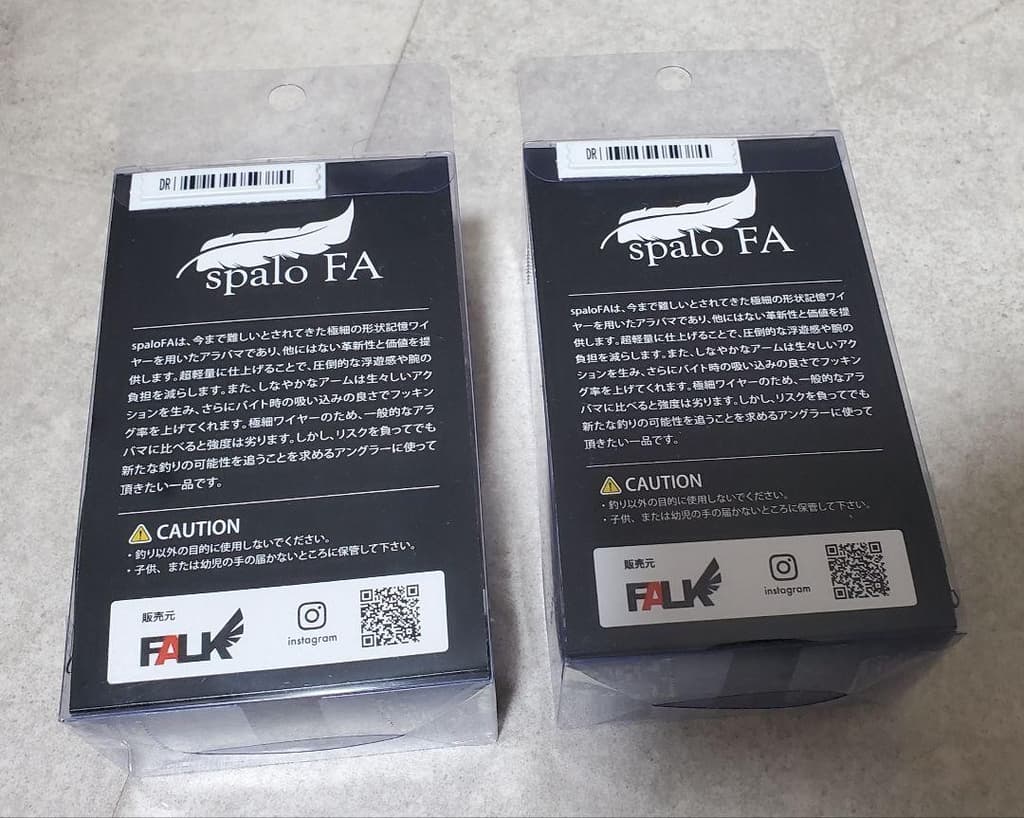 DR |
spalo FA
spaloFAは、今まで難しいとされてきた極細の形状記憶ワイ
ヤーを用いたアラバマであり、他にはない革新性と価値を提
供します。超軽量に仕上げることで、圧倒的な浮遊感や腕の
負担を減らします。また、しなやかなアームは生々しいアク
ションを生み、さらにバイト時の吸い込みの良さでフッキン
グ率を上げてくれます。極細ワイヤーのため、一般的なアラ
バマに比べると強度は劣ります。しかし、リスクを負ってでも
新たな釣りの可能性を追うことを求めるアングラーに使って
頂きたい一品です。
CAUTION
・釣り以外の目的に使用しないでください。
・子供、または幼児の手の届かないところに保管して下さい。
販売元
FALK
instagram
DR |
spalo FA
spaloFAは、今まで難しいとされてきた極細の形状記憶ワイ
ヤーを用いたアラバマであり、他にはない革新性と価値を提
供します。超軽量に仕上げることで、圧倒的な浮遊感や腕の
負担を減らします。また、しなやかなアームは生々しいアク
ションを生み、さらにバイト時の吸い込みの良さでフッキン
グ率を上げてくれます。極細ワイヤーのため、一般的なアラ
バマに比べると強度は劣ります。しかし、リスクを負ってでも
新たな釣りの可能性を追うことを求めるアングラーに使って
頂きたい一品です。
CAUTION
・釣り以外の目的に使用しないでください。
・子供、または幼児の手の届かないところに保管して下さい。
販売元
FALK
instagram